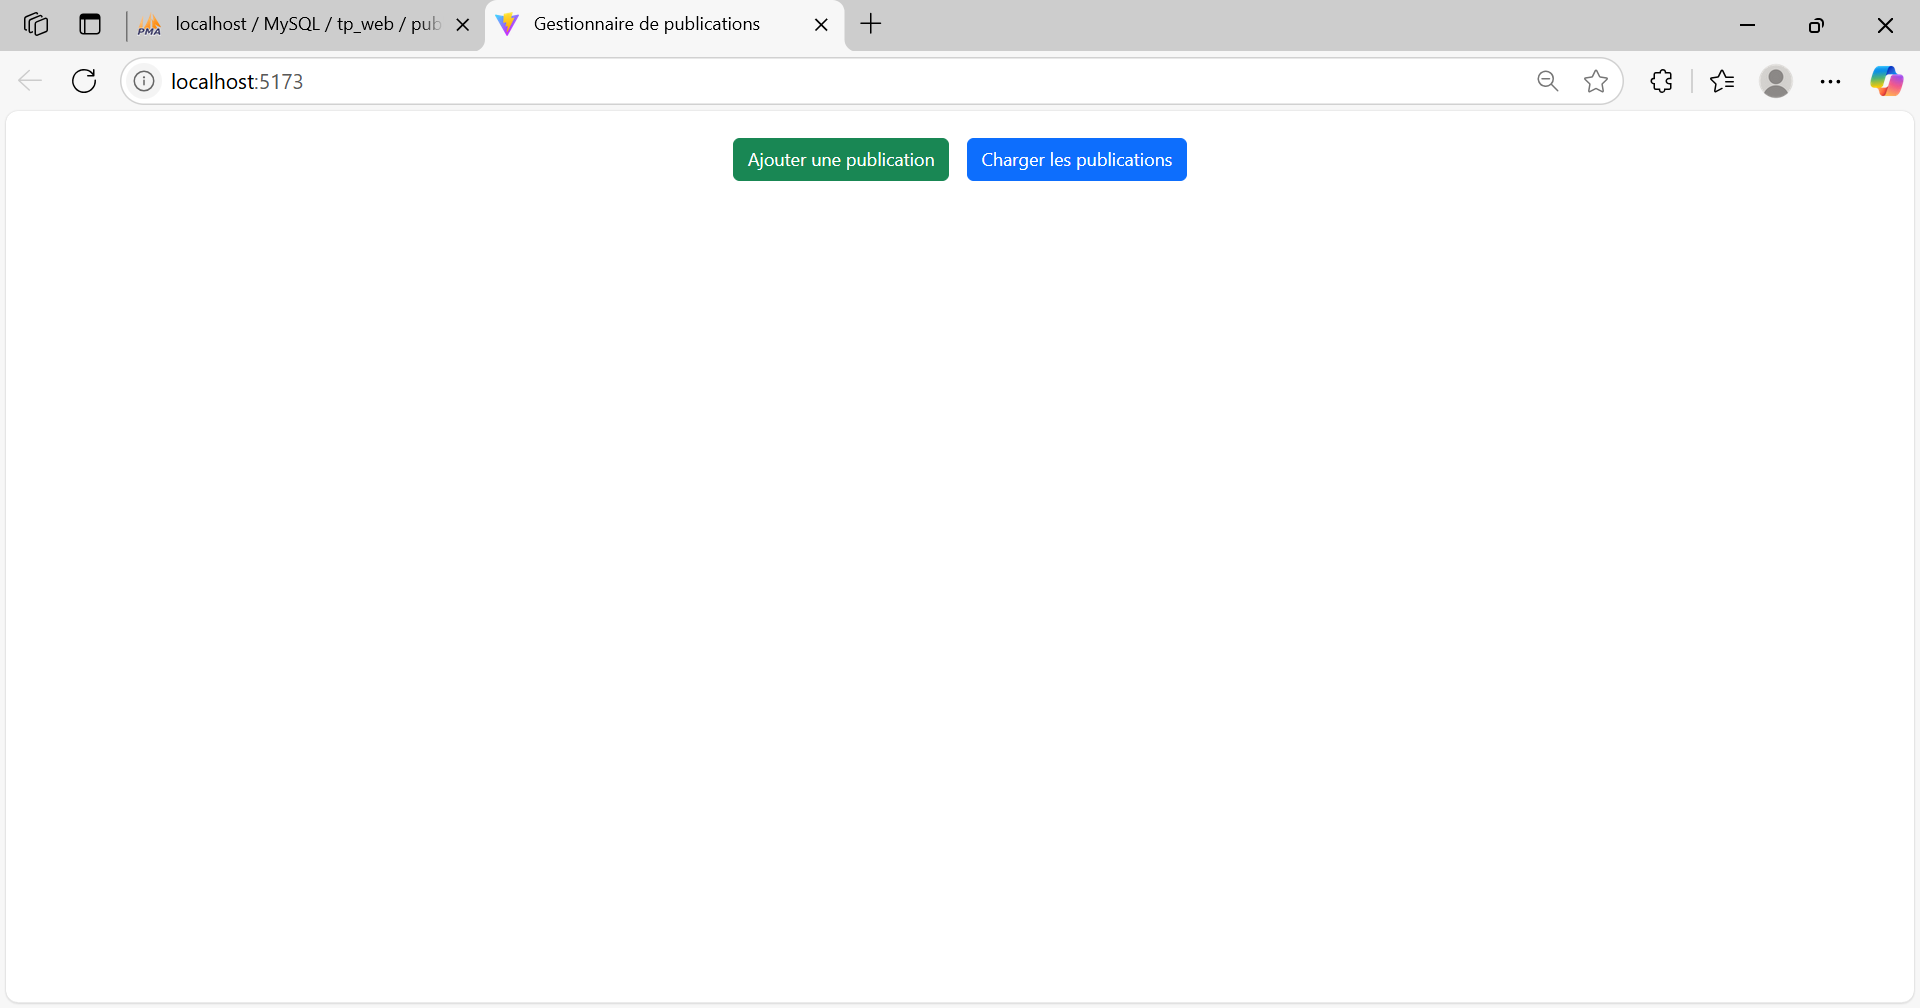 PMA
localhost / MySQL / tp_web / pub
Gestionnaire de publications
localhost:5173
Ajouter une publication
Charger les publications